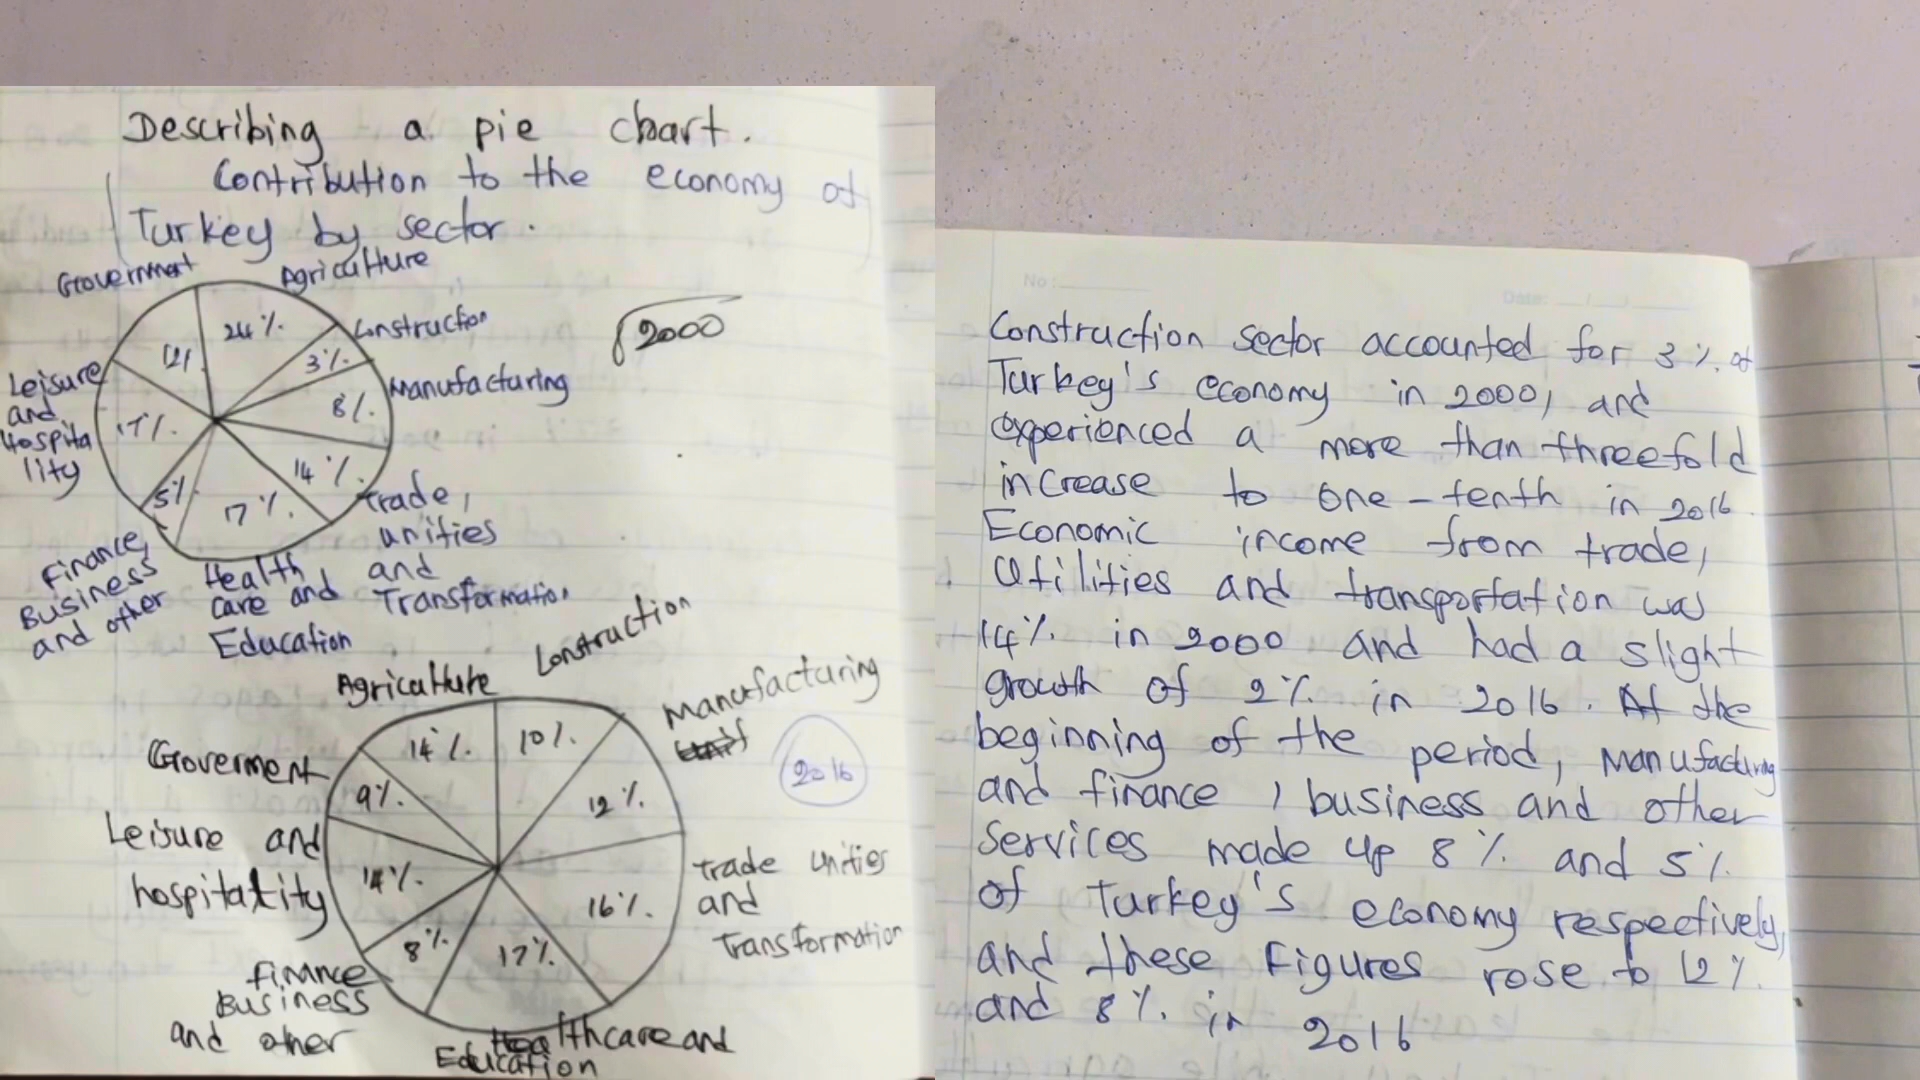 Describing a pie chart.
Contribution to the economy of
Turkey by sector.
Government
Agriculture
24%.
Construction
2000
121
3%.
Manufacturing
8%.
Leisure
and
Hospita
lity
17%.
14%.
5%
17%.
Trade,
unities
and
Transformation
Finance,
Business
and other
Health
care and
Education
Construction
Agriculture
Manufacturing
14%.
10%.
2016
Goverment
9%.
12%.
Leisure and
hospitality
14%.
Trade unities
and
Transformation
16%.
8%.
17%.
Finance
Business
and other
Healthcare and
Education
No:
Date:
Construction sector accounted for 3%. of
Turkey's economy in 2000, and
experienced a more than threefold
increase to one-tenth in 2016.
Economic income from trade,
Utilities and transportation was
14%. in 2000 and had a slight
growth of 2%. in 2016. At the
beginning of the period, Manufacturing
and finance, business and other
services made up 8%. and 5%.
of Turkey's economy respectively,
and these figures rose to 12%.
and 8%. in 2016